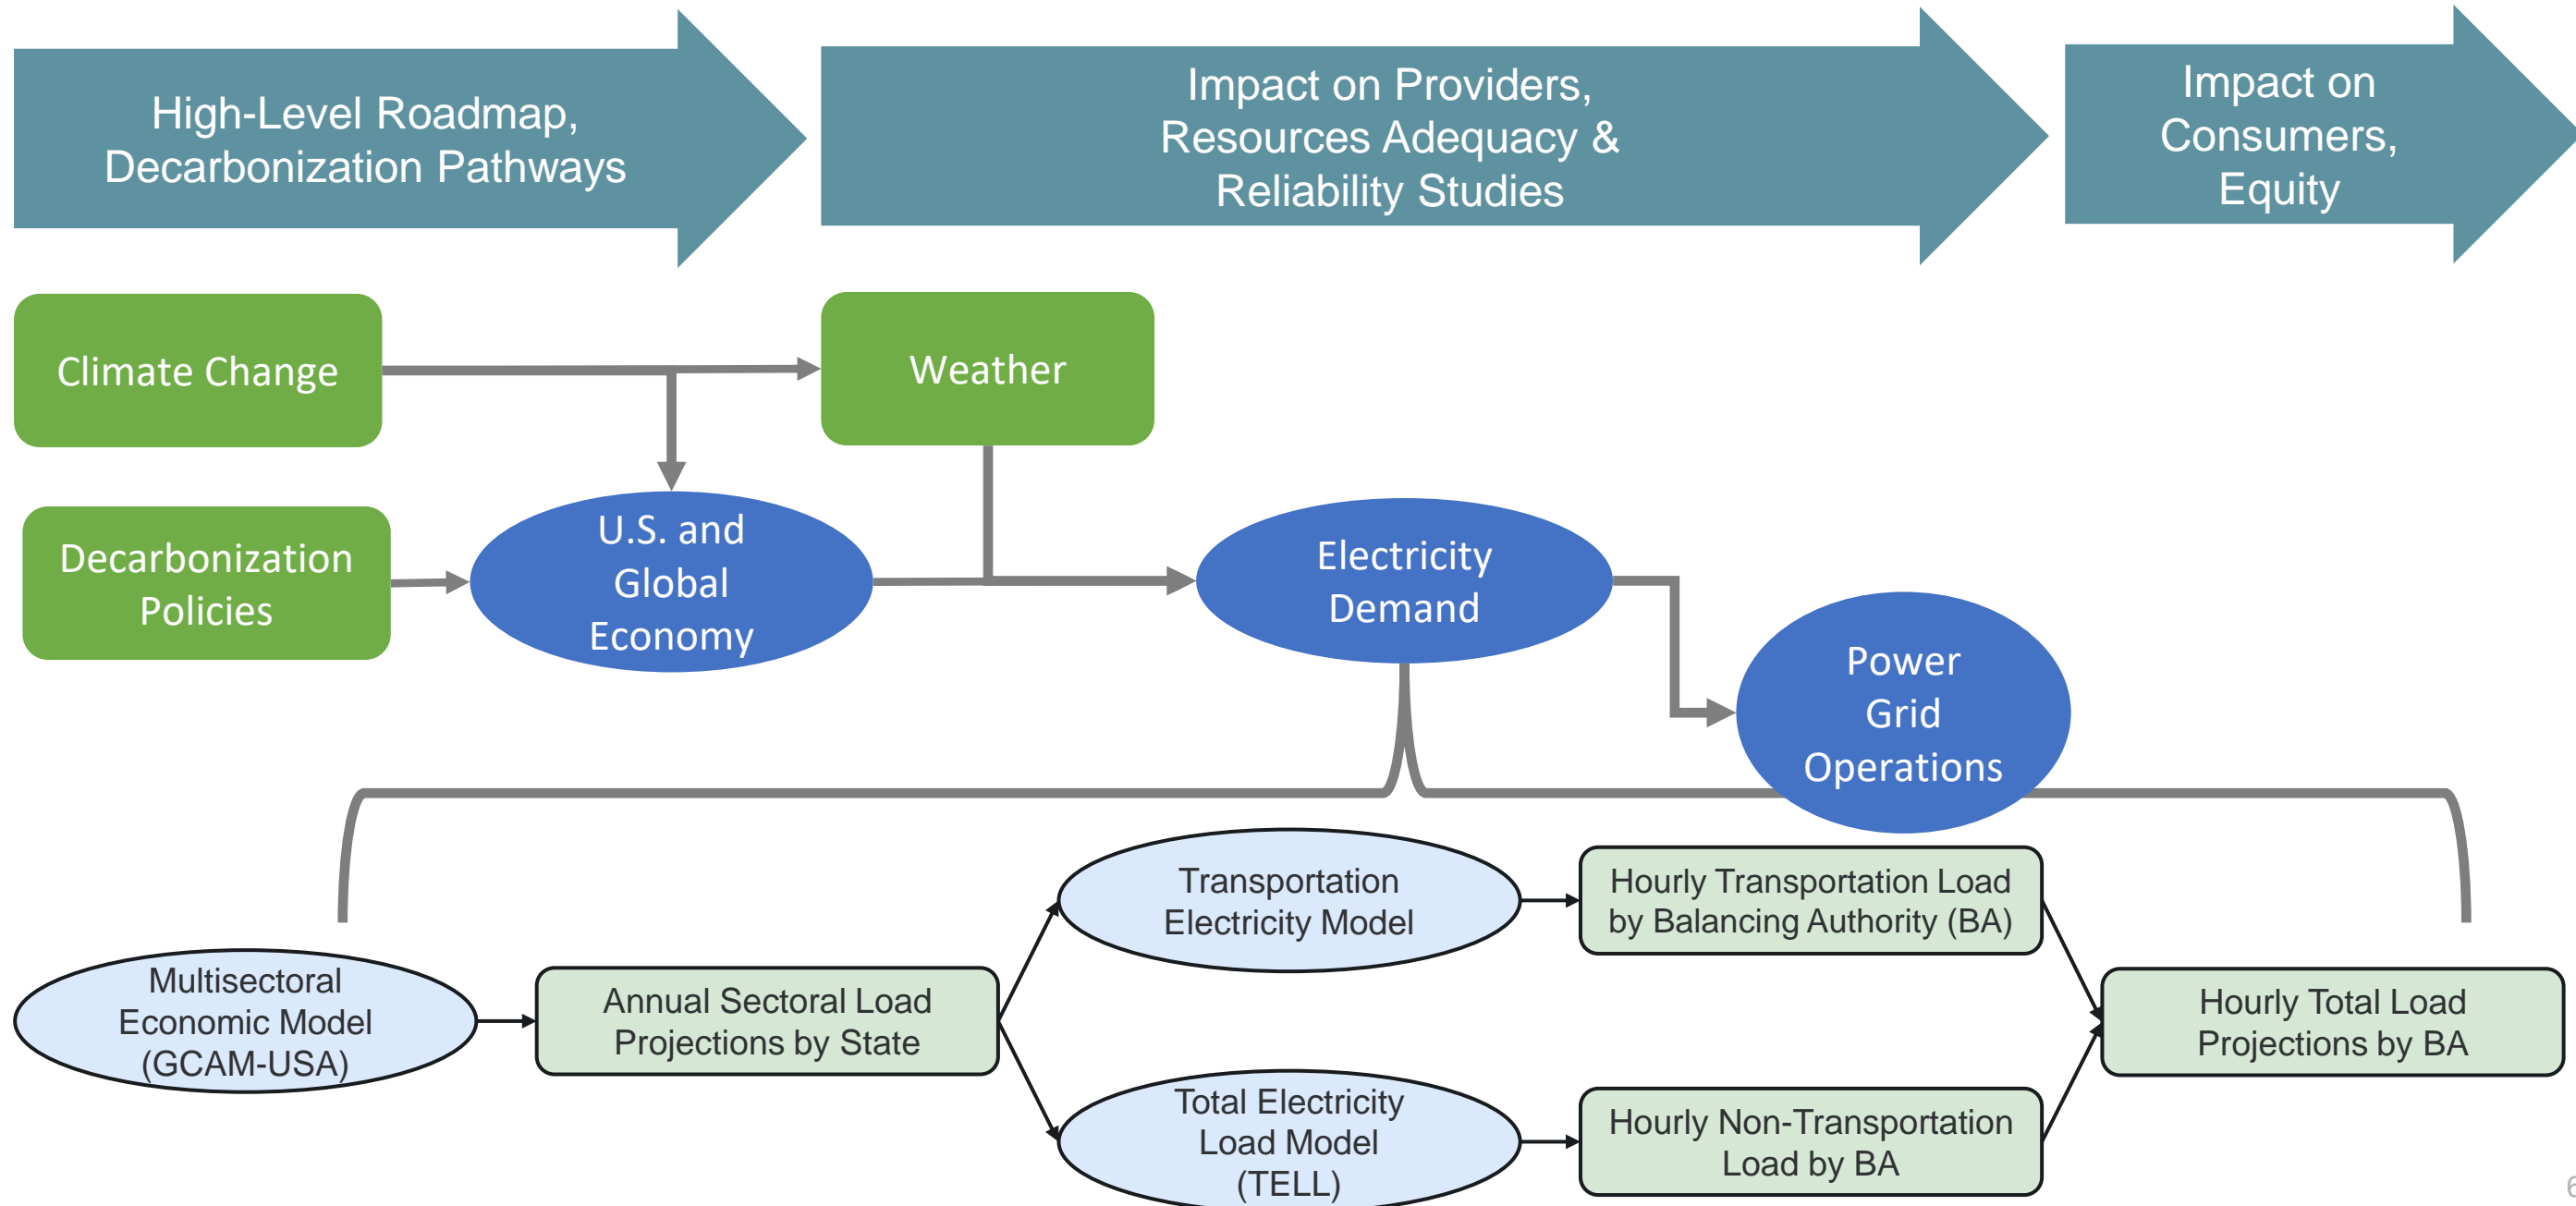 High-Level Roadmap,
Decarbonization Pathways
Impact on Providers,
Resources Adequacy &
Reliability Studies
Impact on
Consumers,
Equity
Climate Change
Weather
Decarbonization
Policies
U.S. and
Global
Economy
Electricity
Demand
Power
Grid
Operations
Multisectoral
Economic Model
(GCAM-USA)
Annual Sectoral Load
Projections by State
Transportation
Electricity Model
Hourly Transportation Load
by Balancing Authority (BA)
Total Electricity
Load Model
(TELL)
Hourly Non-Transportation
Load by BA
Hourly Total Load
Projections by BA
6